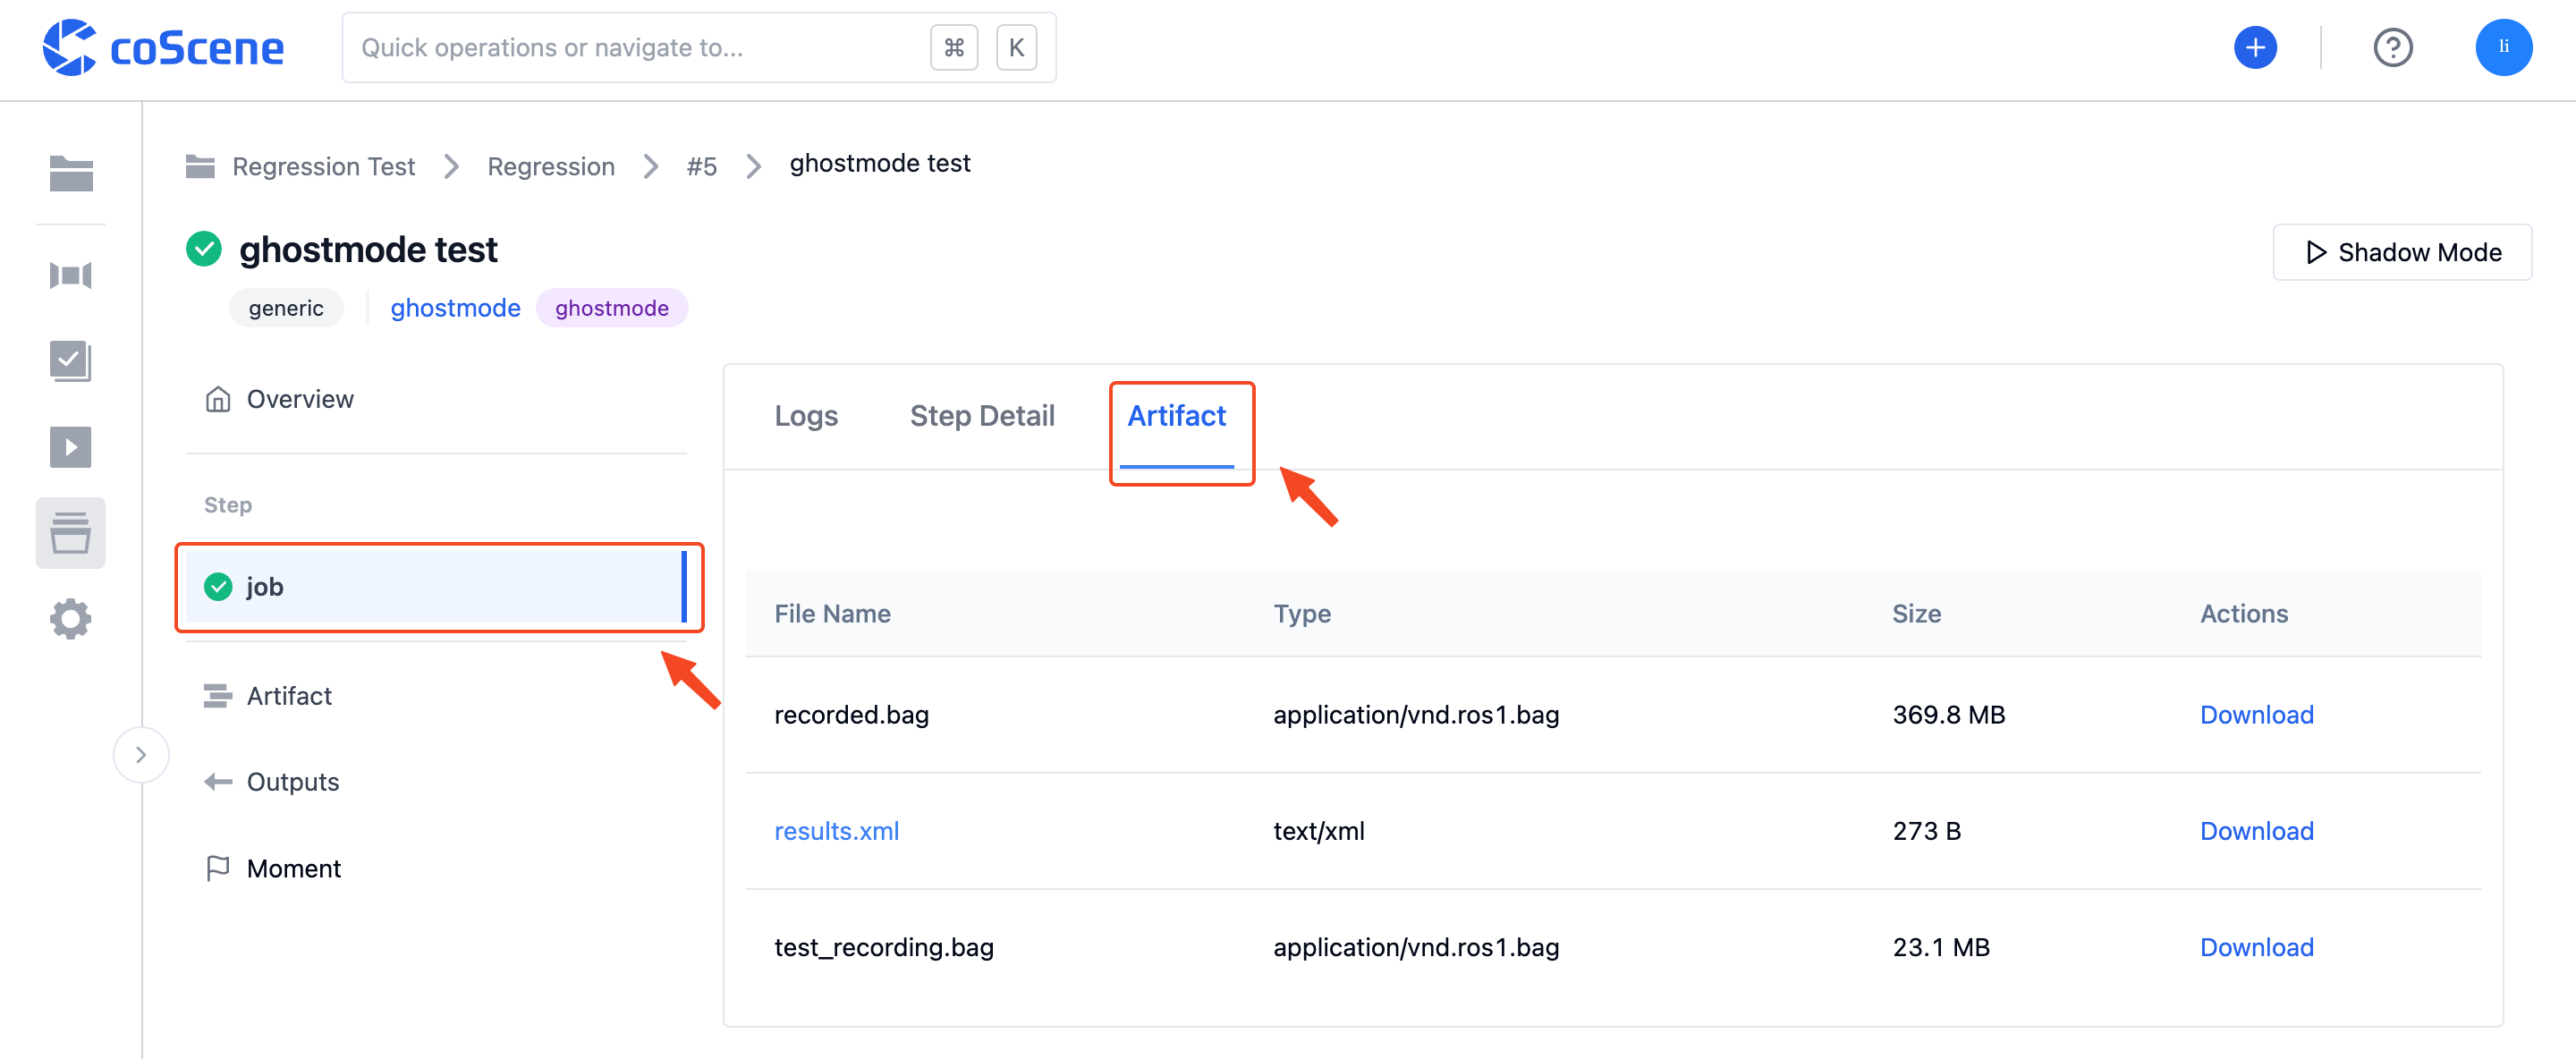 coScene
Quick operations or navigate to... ⌘ K
li
Regression Test > Regression > #5 > ghostmode test
ghostmode test
Shadow Mode
generic ghostmode ghostmode
Overview
Step
job
Artifact
Outputs
Moment
Logs Step Detail Artifact
File Name Type Size Actions
recorded.bag application/vnd.ros1.bag 369.8 MB Download
results.xml text/xml 273 B Download
test_recording.bag application/vnd.ros1.bag 23.1 MB Download